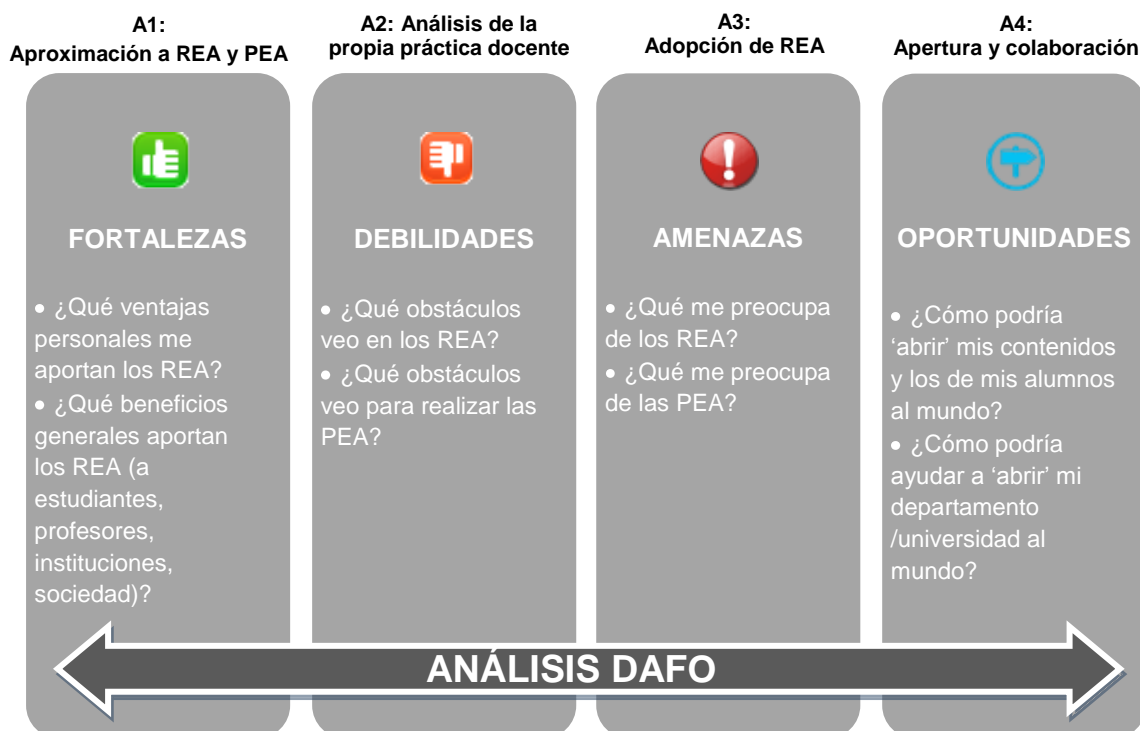 A1:
Aproximación a REA y PEA
A2: Análisis de la
propia práctica docente
A3:
Adopción de REA
A4:
Apertura y colaboración
FORTALEZAS
• ¿Qué ventajas
personales me
aportan los REA?
• ¿Qué beneficios
generales aportan
los REA (a
estudiantes,
profesores,
instituciones,
sociedad)?
DEBILIDADES
• ¿Qué obstáculos
veo en los REA?
• ¿Qué obstáculos
veo para realizar las
PEA?
AMENAZAS
• ¿Qué me preocupa
de los REA?
• ¿Qué me preocupa
de las PEA?
OPORTUNIDADES
• ¿Cómo podría
‘abrir’ mis contenidos
y los de mis alumnos
al mundo?
• ¿Cómo podría
ayudar a ‘abrir’ mi
departamento
/universidad al
mundo?
ANÁLISIS DAFO